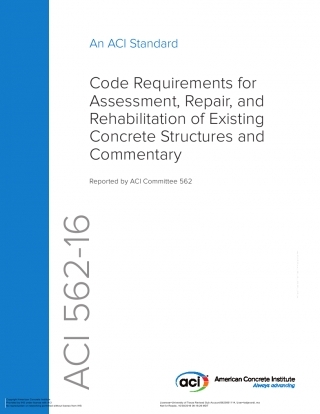 An ACI Standard
Code Requirements for
Assessment, Repair, and
Rehabilitation of Existing
Concrete Structures and
Commentary
Reported by ACI Committee 562
ACI 562-16
aci
American Concrete Institute
Always advancing